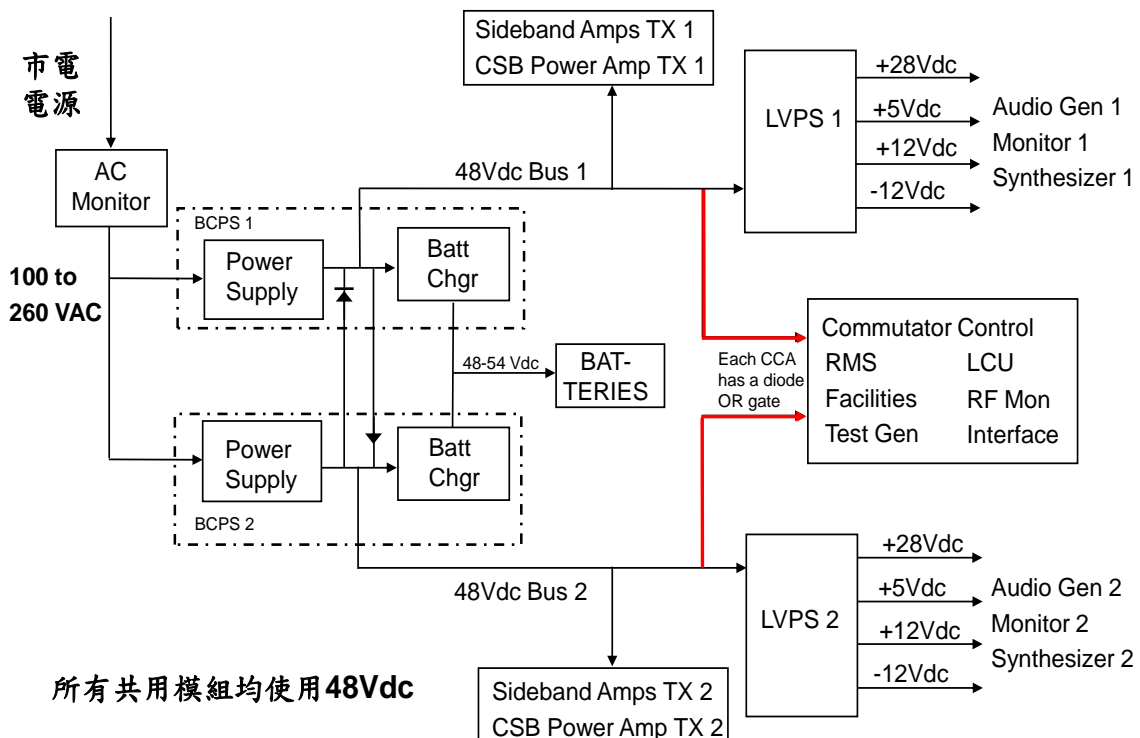 Sideband Amps TX 1
CSB Power Amp TX 1
市電
電源
AC
Monitor
100 to
260 VAC
48Vdc Bus 1
LVPS 1
+28Vdc
+5Vdc
+12Vdc
-12Vdc
Audio Gen 1
Monitor 1
Synthesizer 1
BCPS 1
Power
Supply
Batt
Chgr
48-54 Vdc
BAT-
TERIES
Each CCA
has a diode
OR gate
Commutator Control
RMS LCU
Facilities RF Mon
Test Gen Interface
Power
Supply
Batt
Chgr
BCPS 2
48Vdc Bus 2
LVPS 2
+28Vdc
+5Vdc
+12Vdc
-12Vdc
Audio Gen 2
Monitor 2
Synthesizer 2
所有共用模組均使用48Vdc
Sideband Amps TX 2
CSB Power Amp TX 2